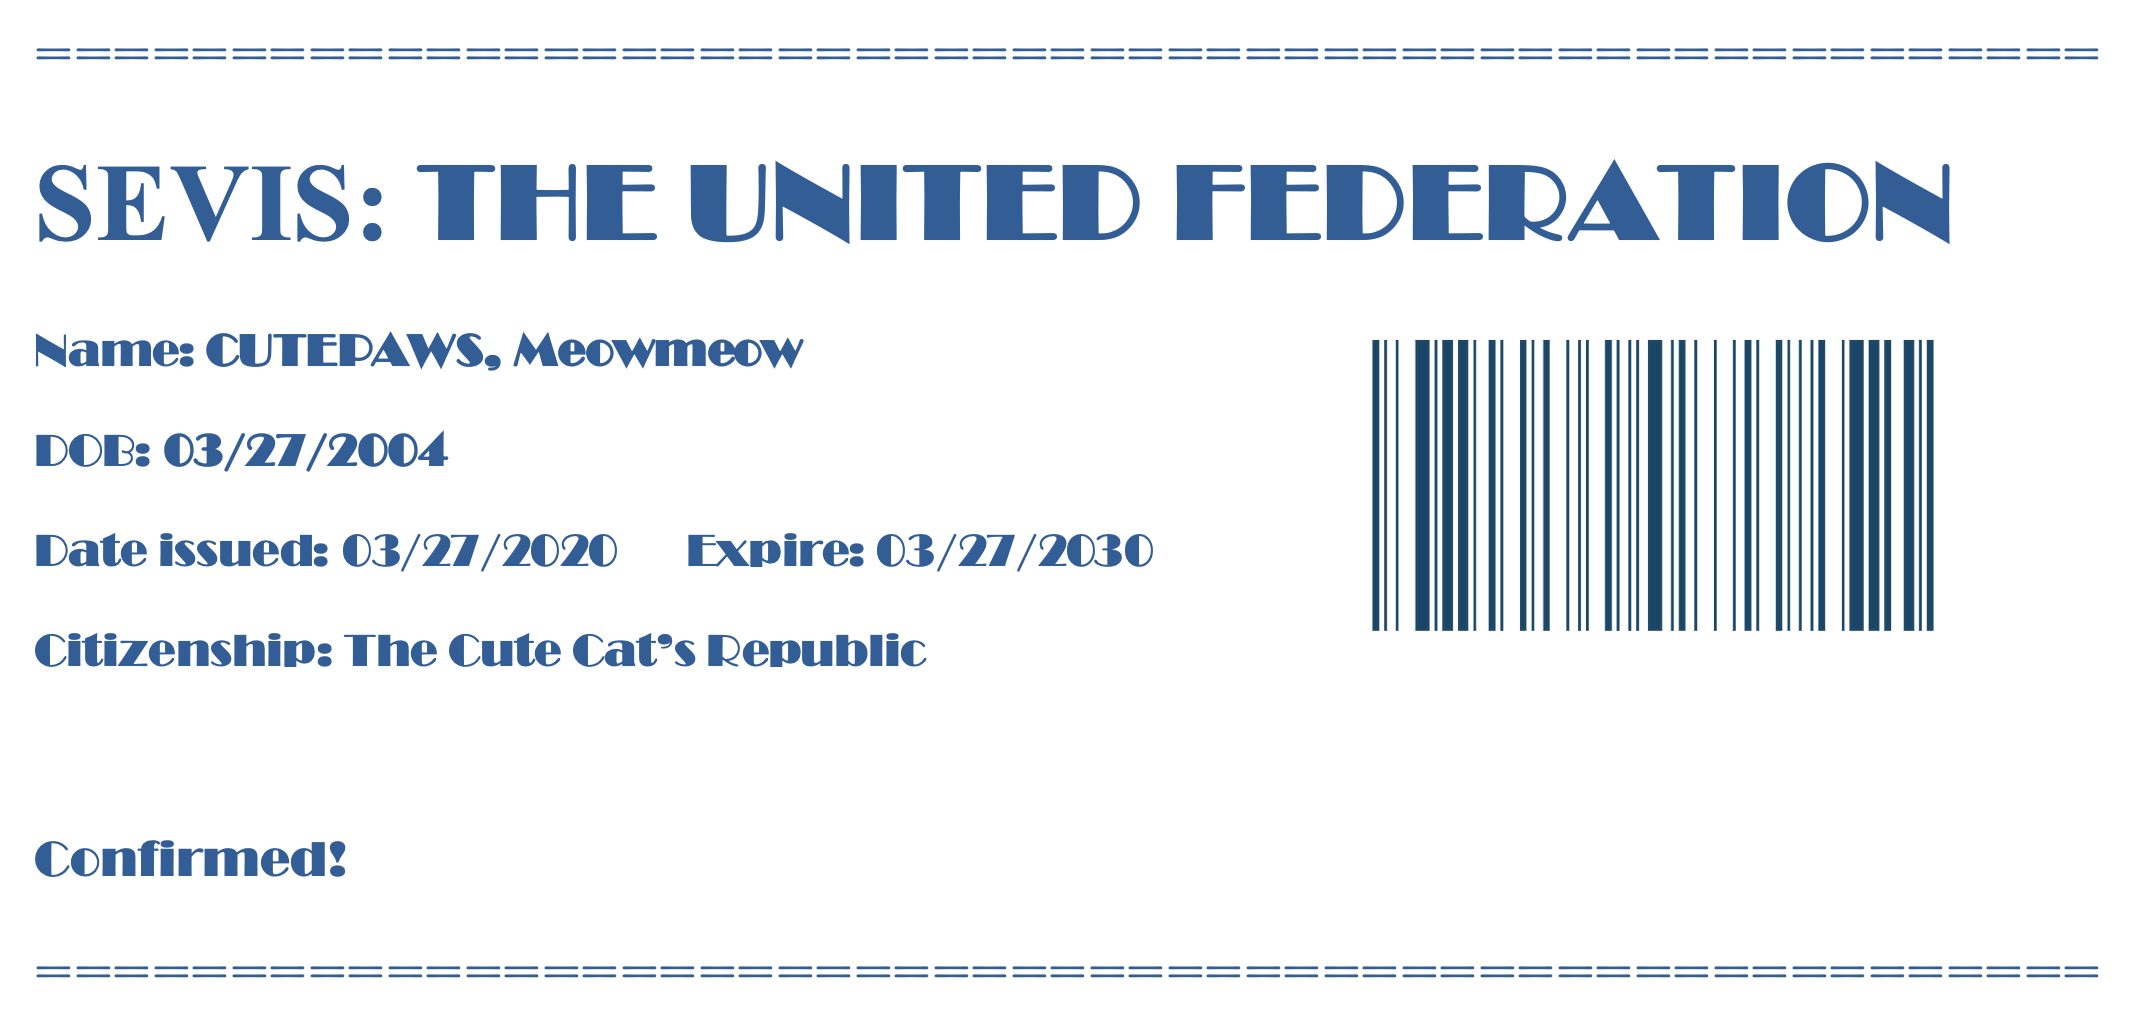 =====================================================
SEVIS: THE UNITED FEDERATION
Name: CUTEPAWS, Meowmeow
DOB: 03/27/2004
Date issued: 03/27/2020 Expire: 03/27/2030
Citizenship: The Cute Cat’s Republic
Confirmed!
=====================================================